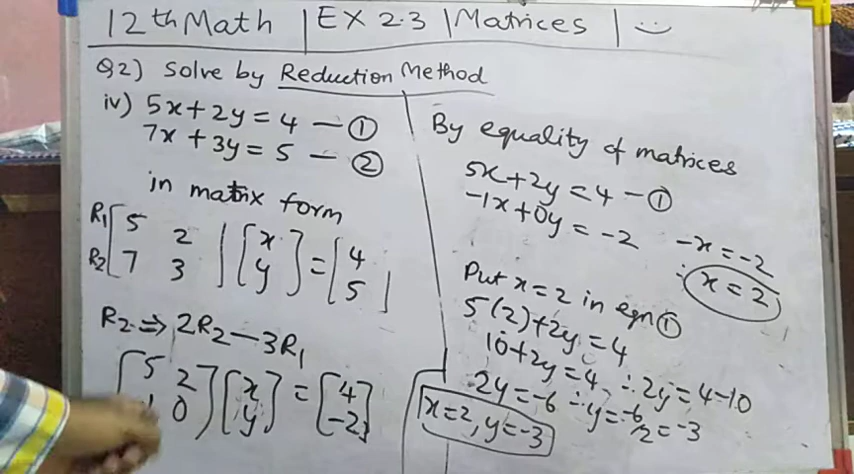 12th Math | EX 2.3 | Matrices | :)
Q2) Solve by Reduction Method
iv) 5x + 2y = 4 — ①
7x + 3y = 5 — ②
in matrix form
R1 [ 5 2 ] [ x ] = [ 4 ]
R2 [ 7 3 ] [ y ] [ 5 ]
R2 ⇒ 2R2 − 3R1
[ 5 2 ] [ x ] = [ 4 ]
1 0 ] [ y ] [ −2 ]
By equality of matrices
5x + 2y = 4 — ①
−1x + 0y = −2
−x = −2
∴ x = 2
Put x = 2 in eqn ①
5(2) + 2y = 4
10 + 2y = 4, ∴ 2y = 4 − 10
2y = −6 ∴ y = −6/2 = −3
x = 2, y = −3